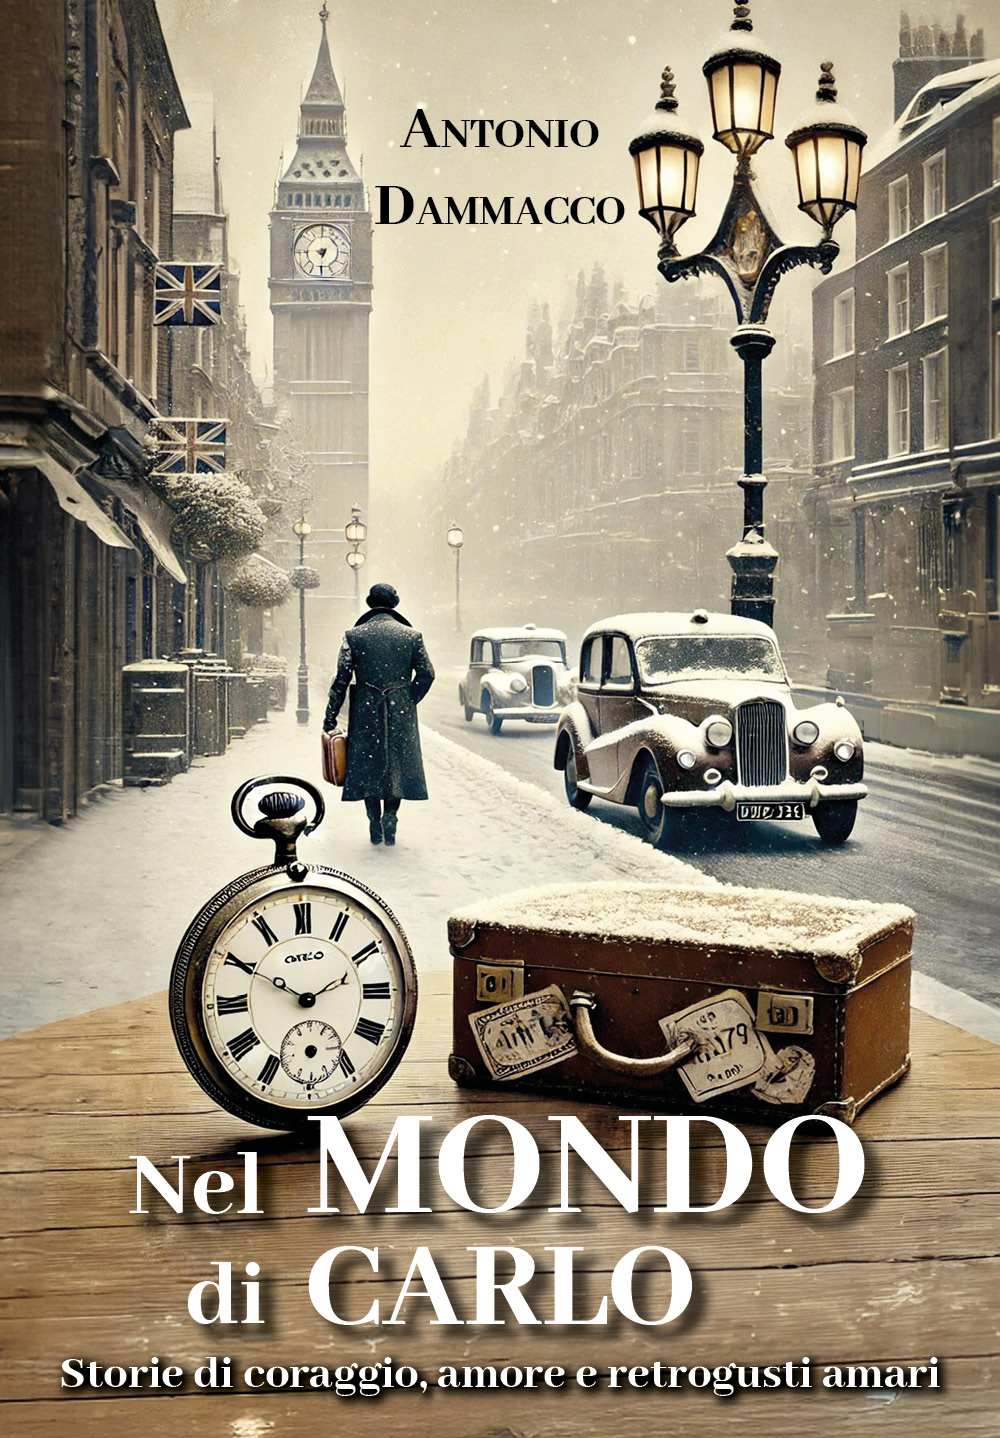 ANTONIO
DAMMACCO
Nel MONDO
di CARLO
Storie di coraggio, amore e retrogusti amari